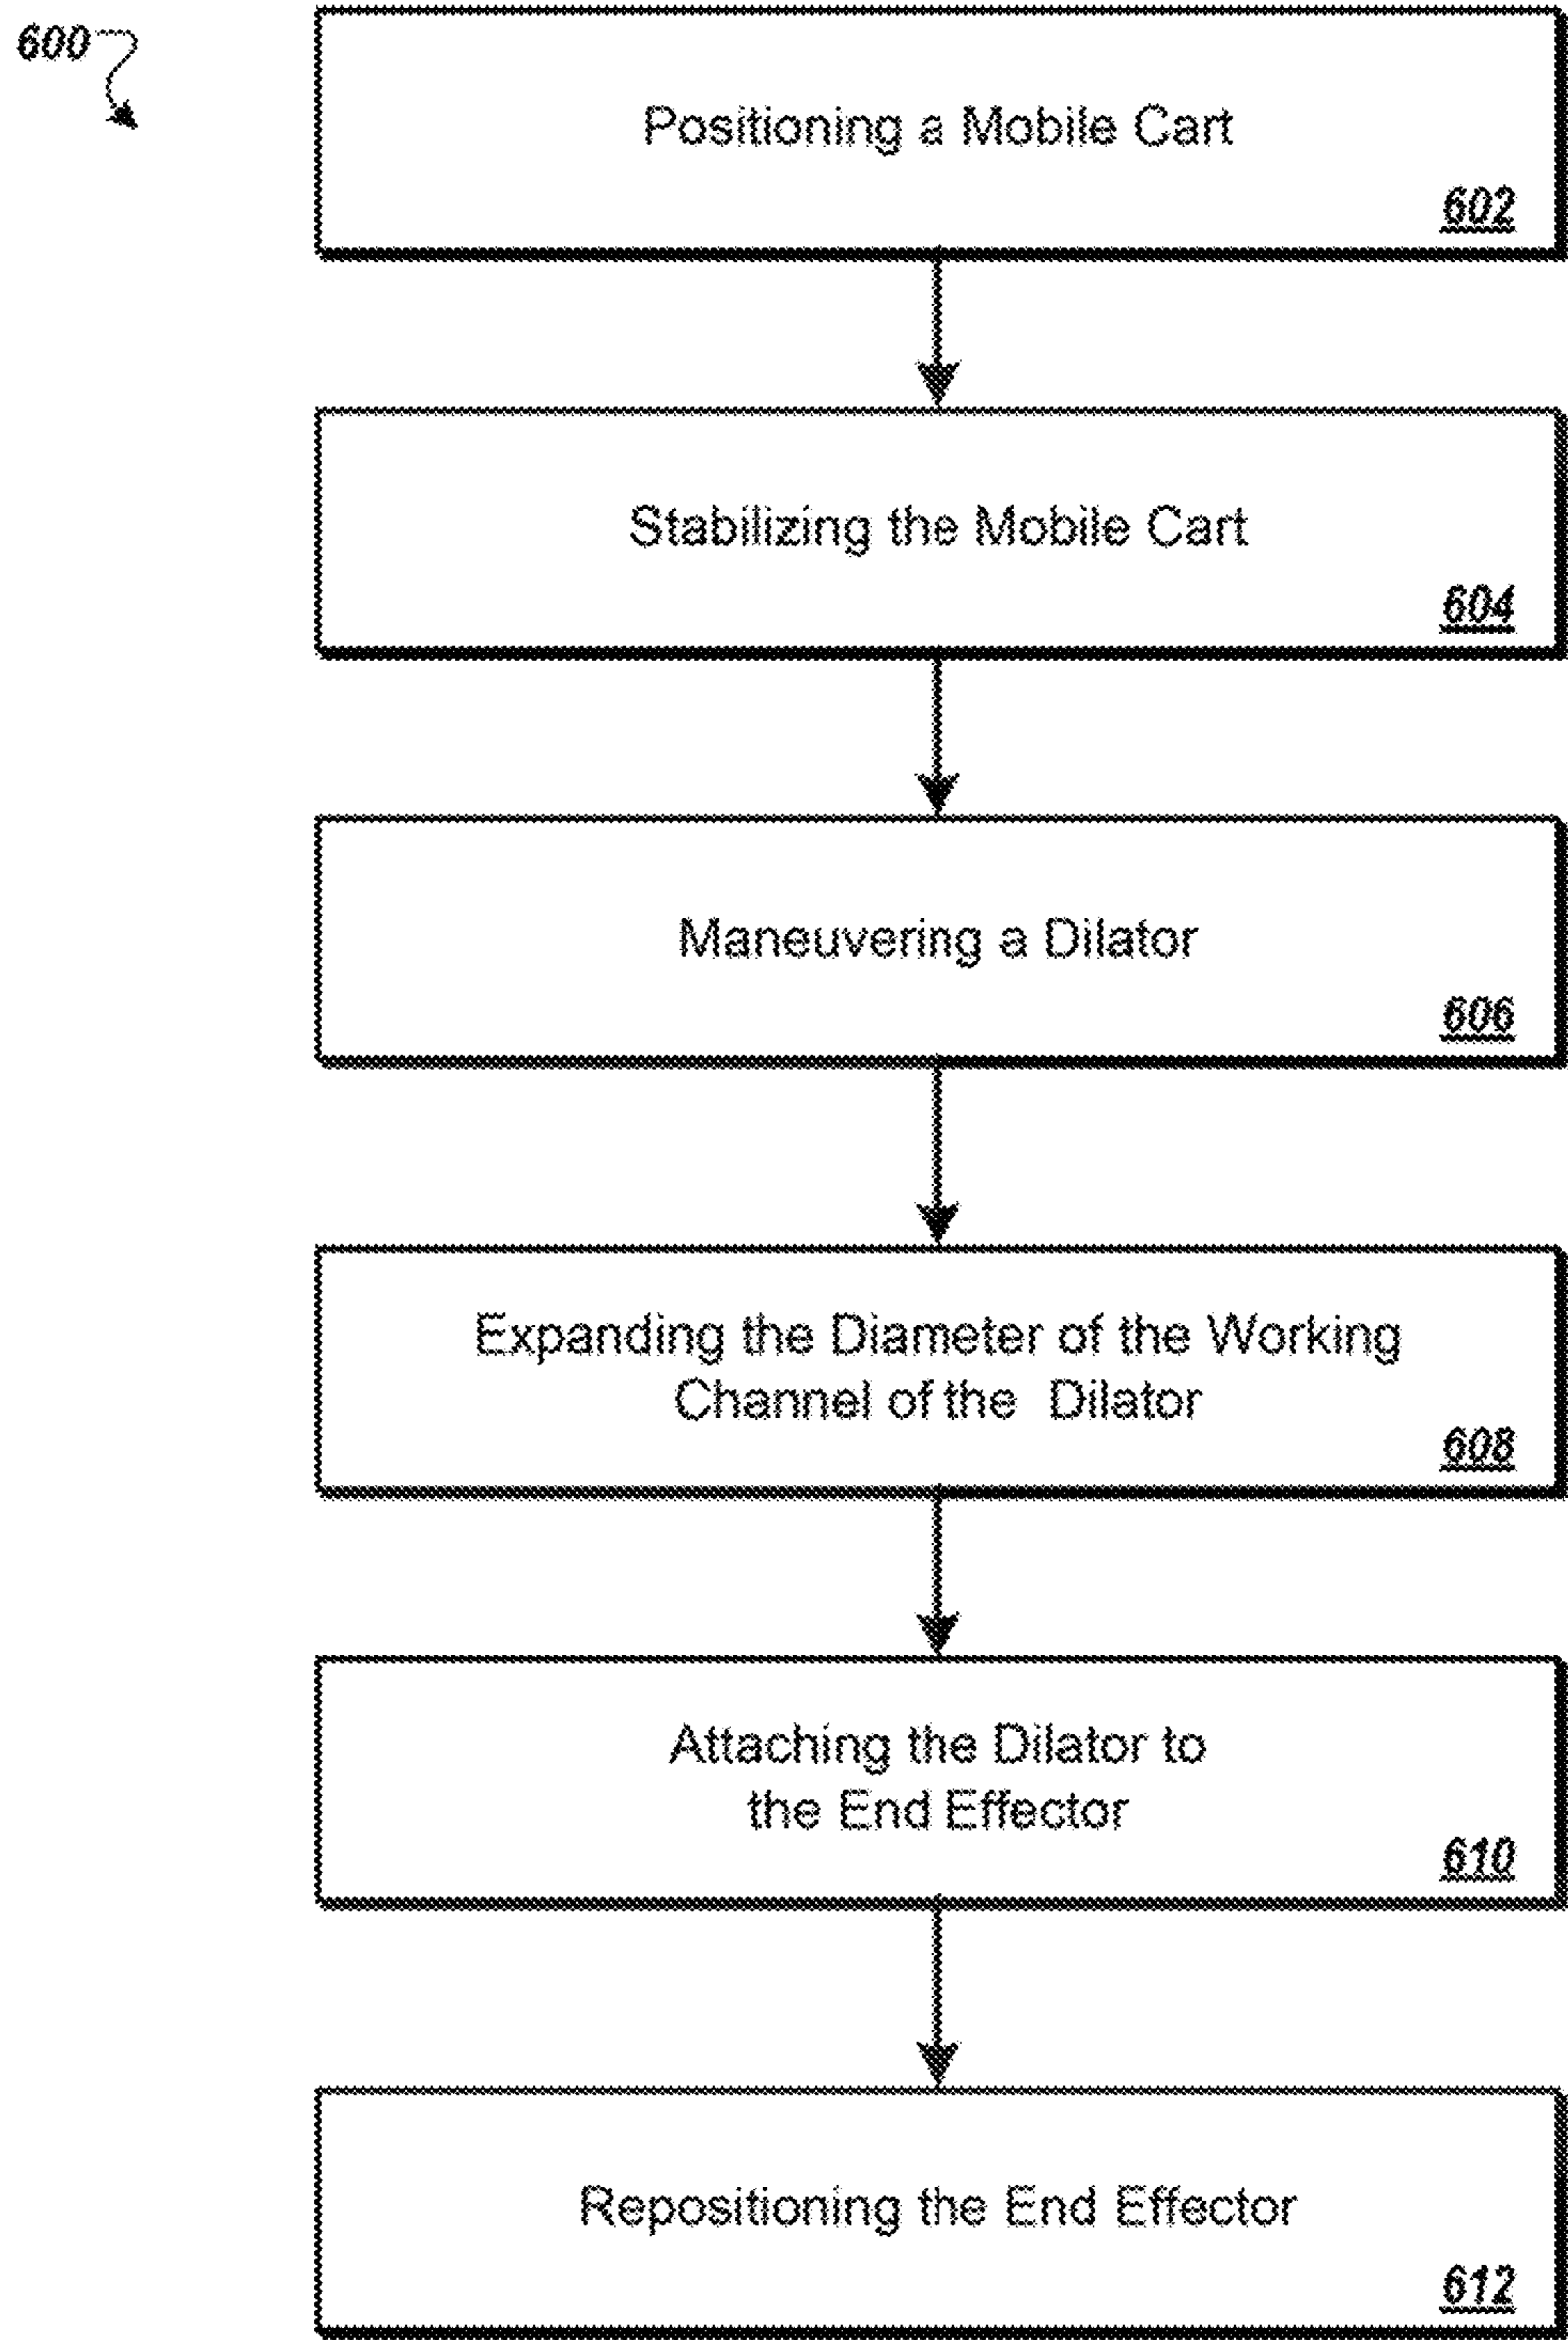 600
Positioning a Mobile Cart
602
Stabilizing the Mobile Cart
604
Maneuvering a Dilator
606
Expanding the Diameter of the Working
Channel of the Dilator
608
Attaching the Dilator to
the End Effector
610
Repositioning the End Effector
612